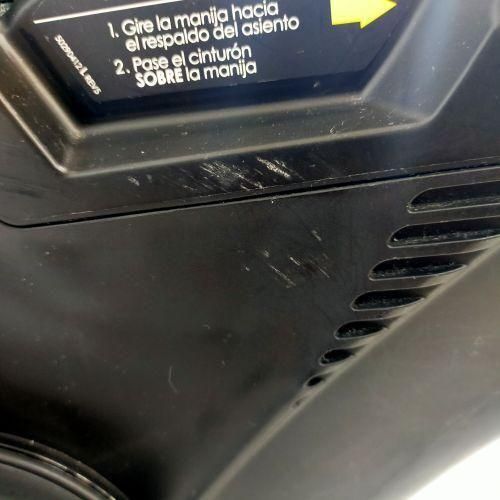 1. Gire la manija hacia
el respaldo del asiento
2. Pase el cinturón
SOBRE la manija